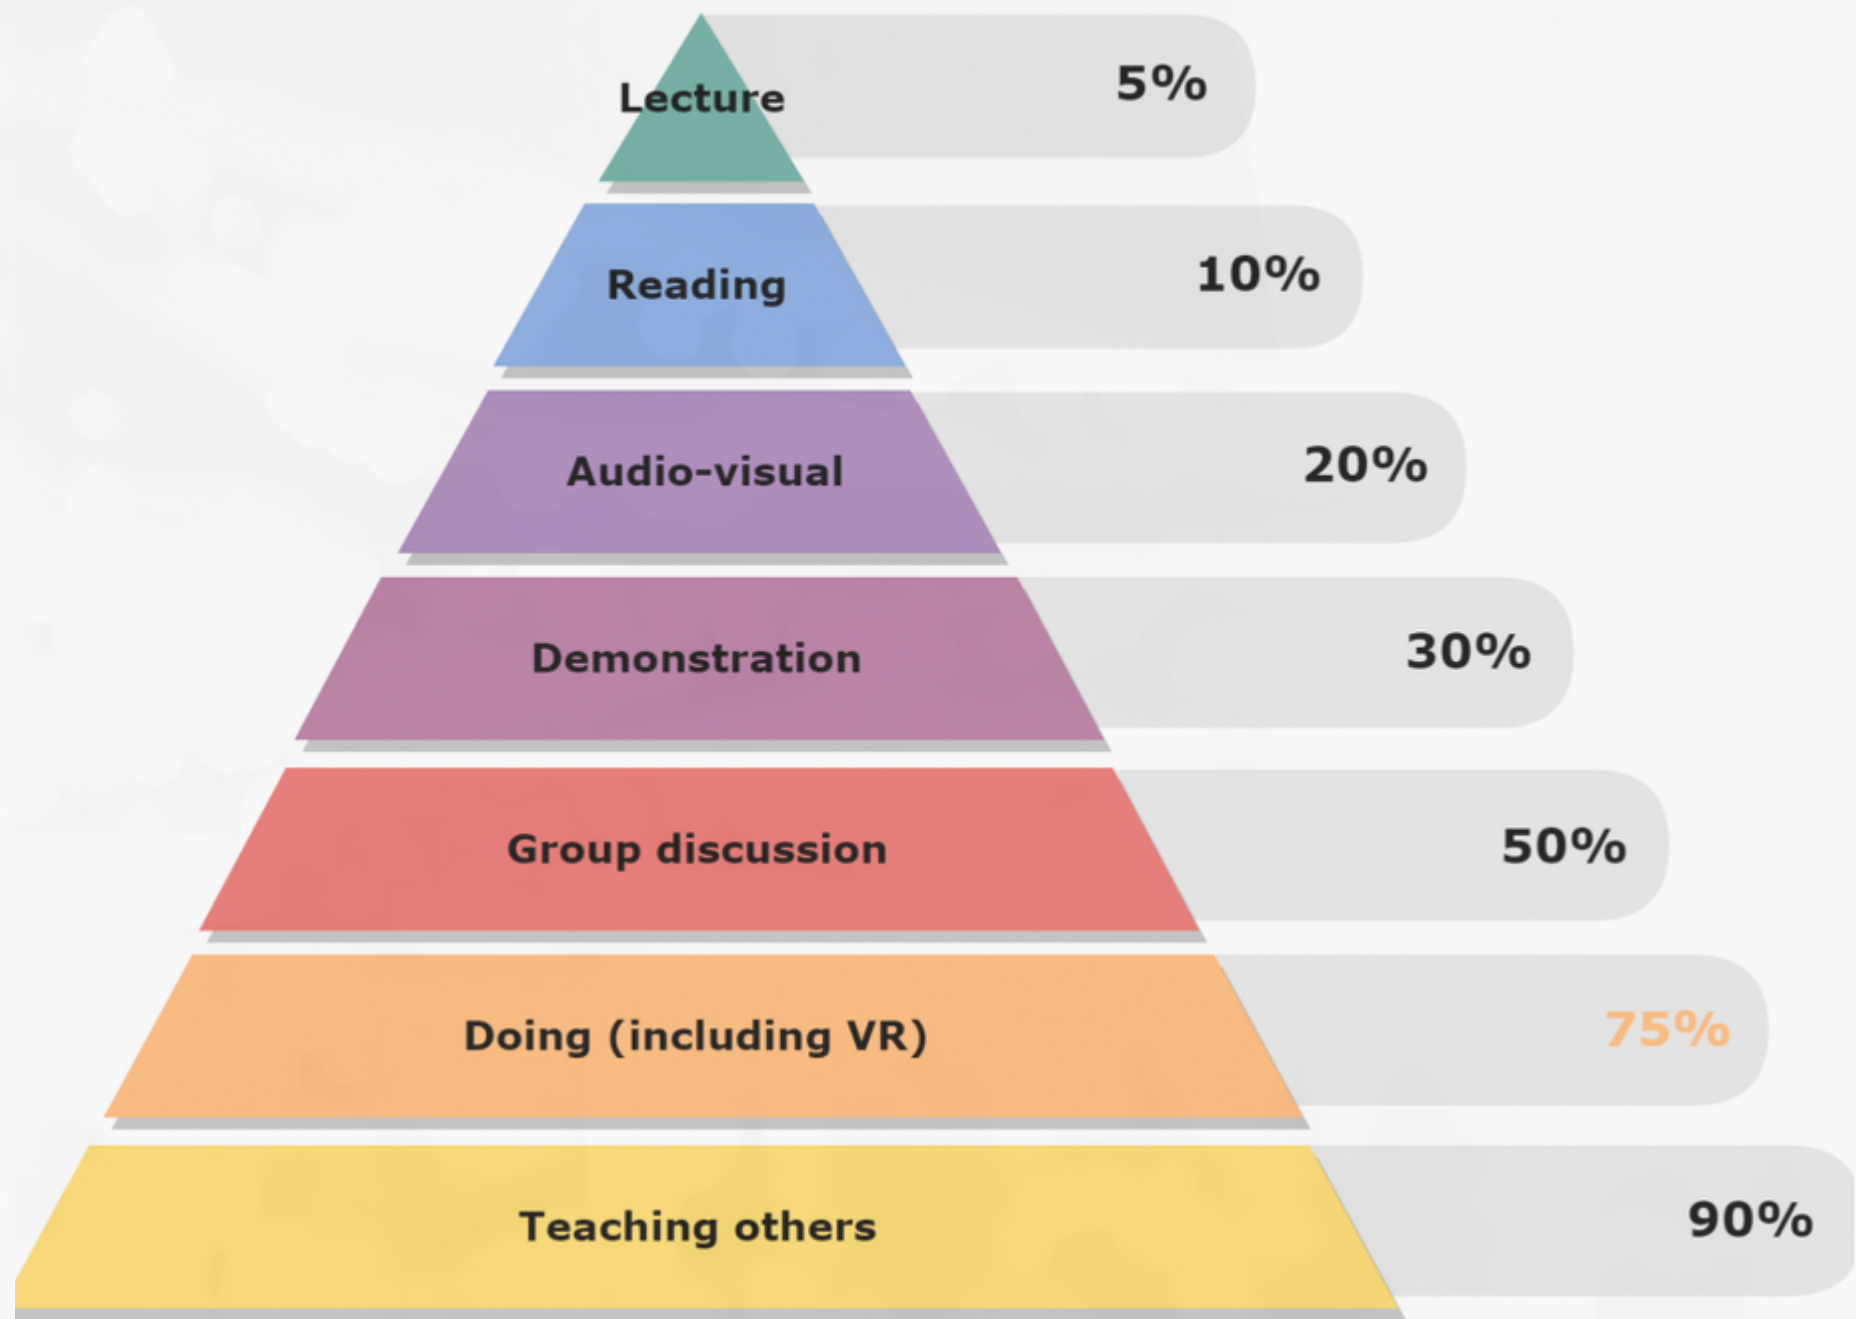 Lecture
5%
Reading
10%
Audio-visual
20%
Demonstration
30%
Group discussion
50%
Doing (including VR)
75%
Teaching others
90%